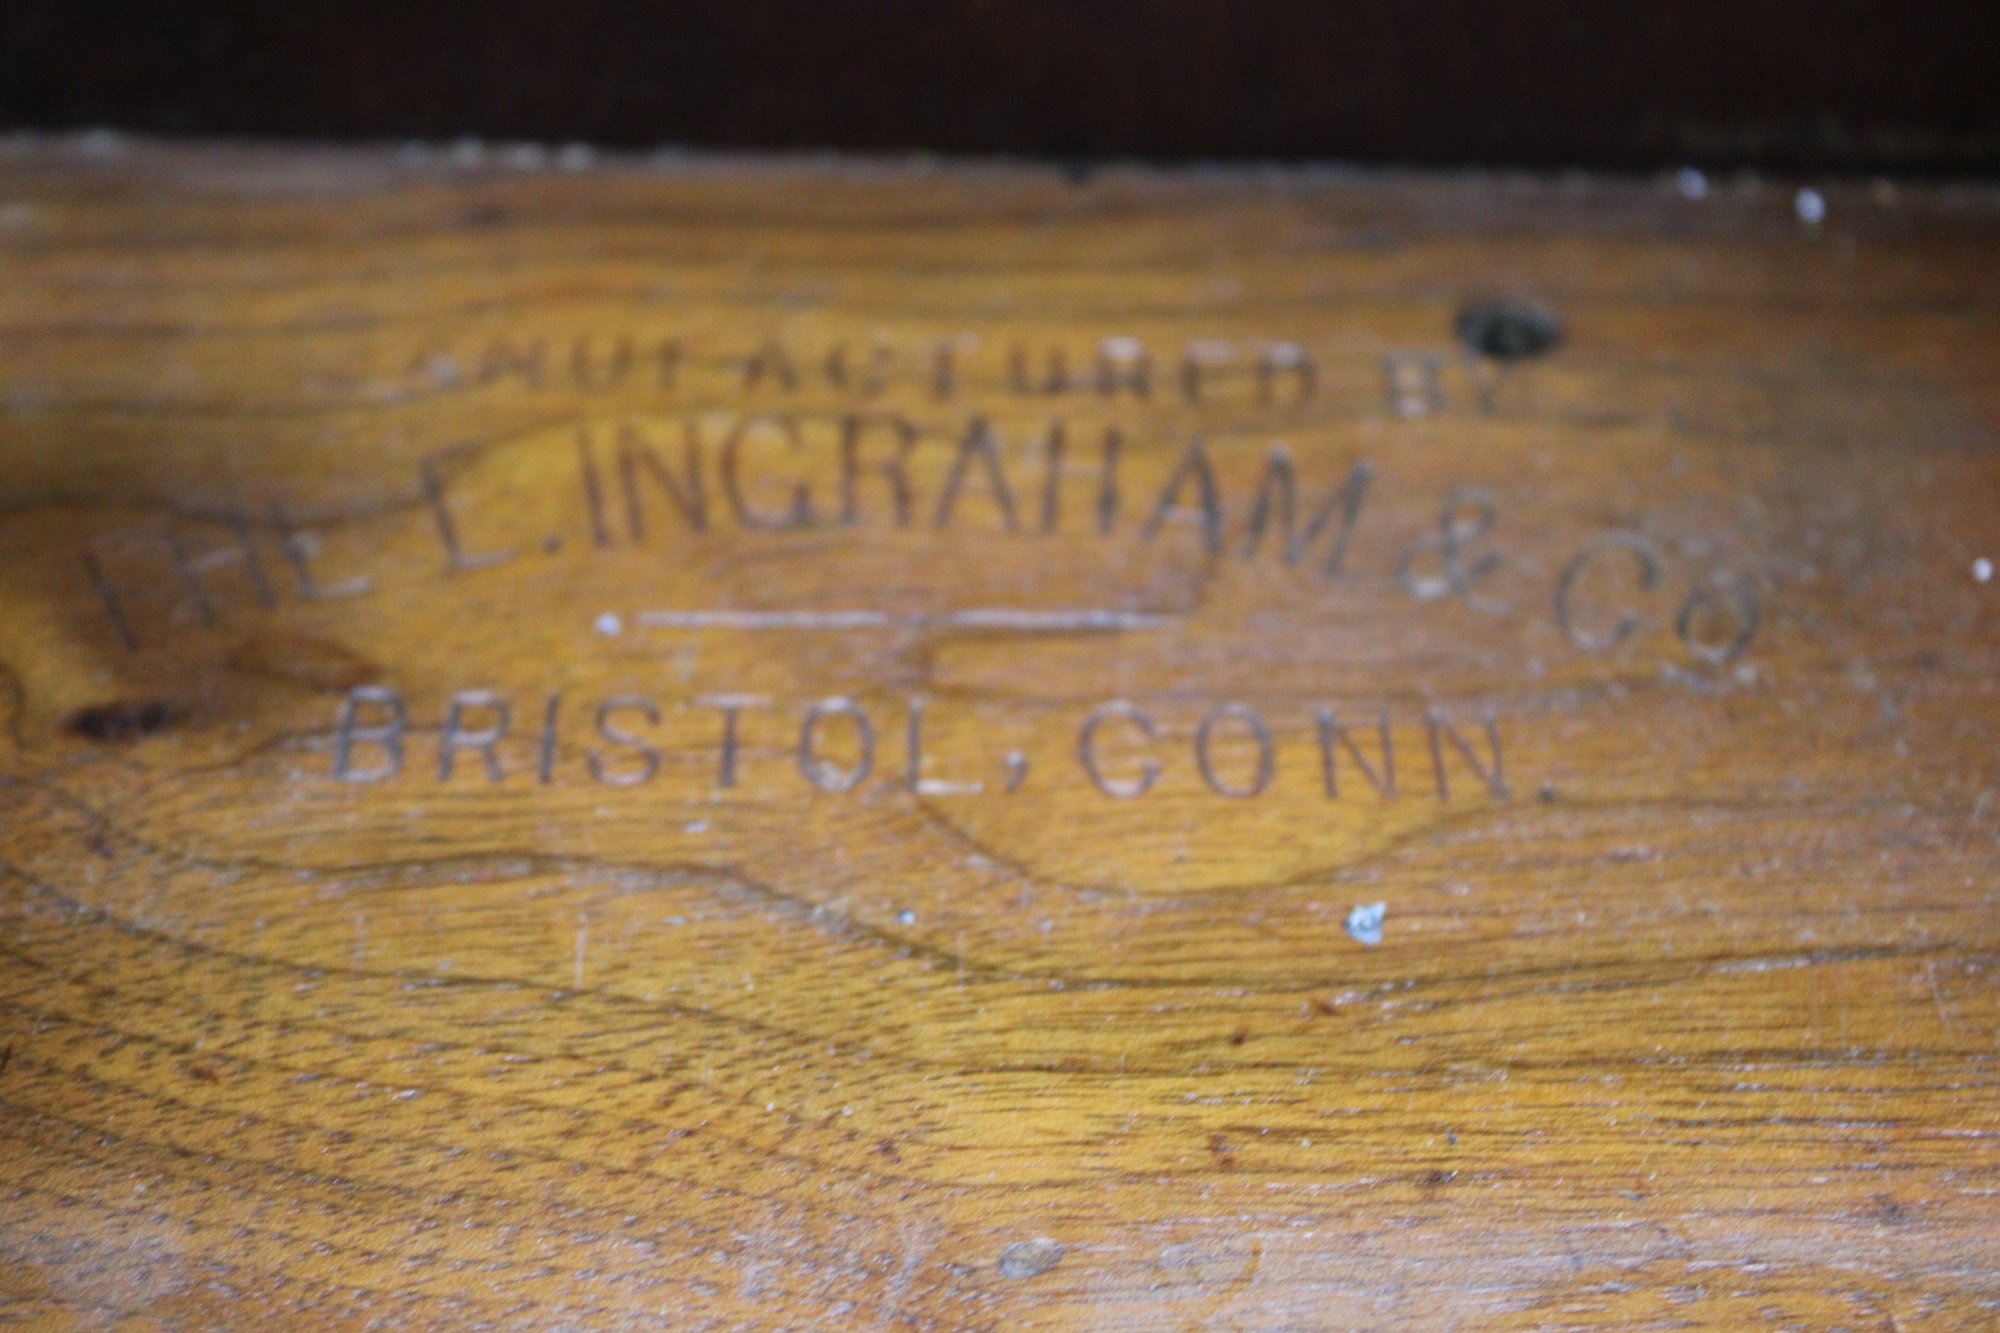 MANUFACTURED BY
THE E. INGRAHAM & CO
BRISTOL, CONN.